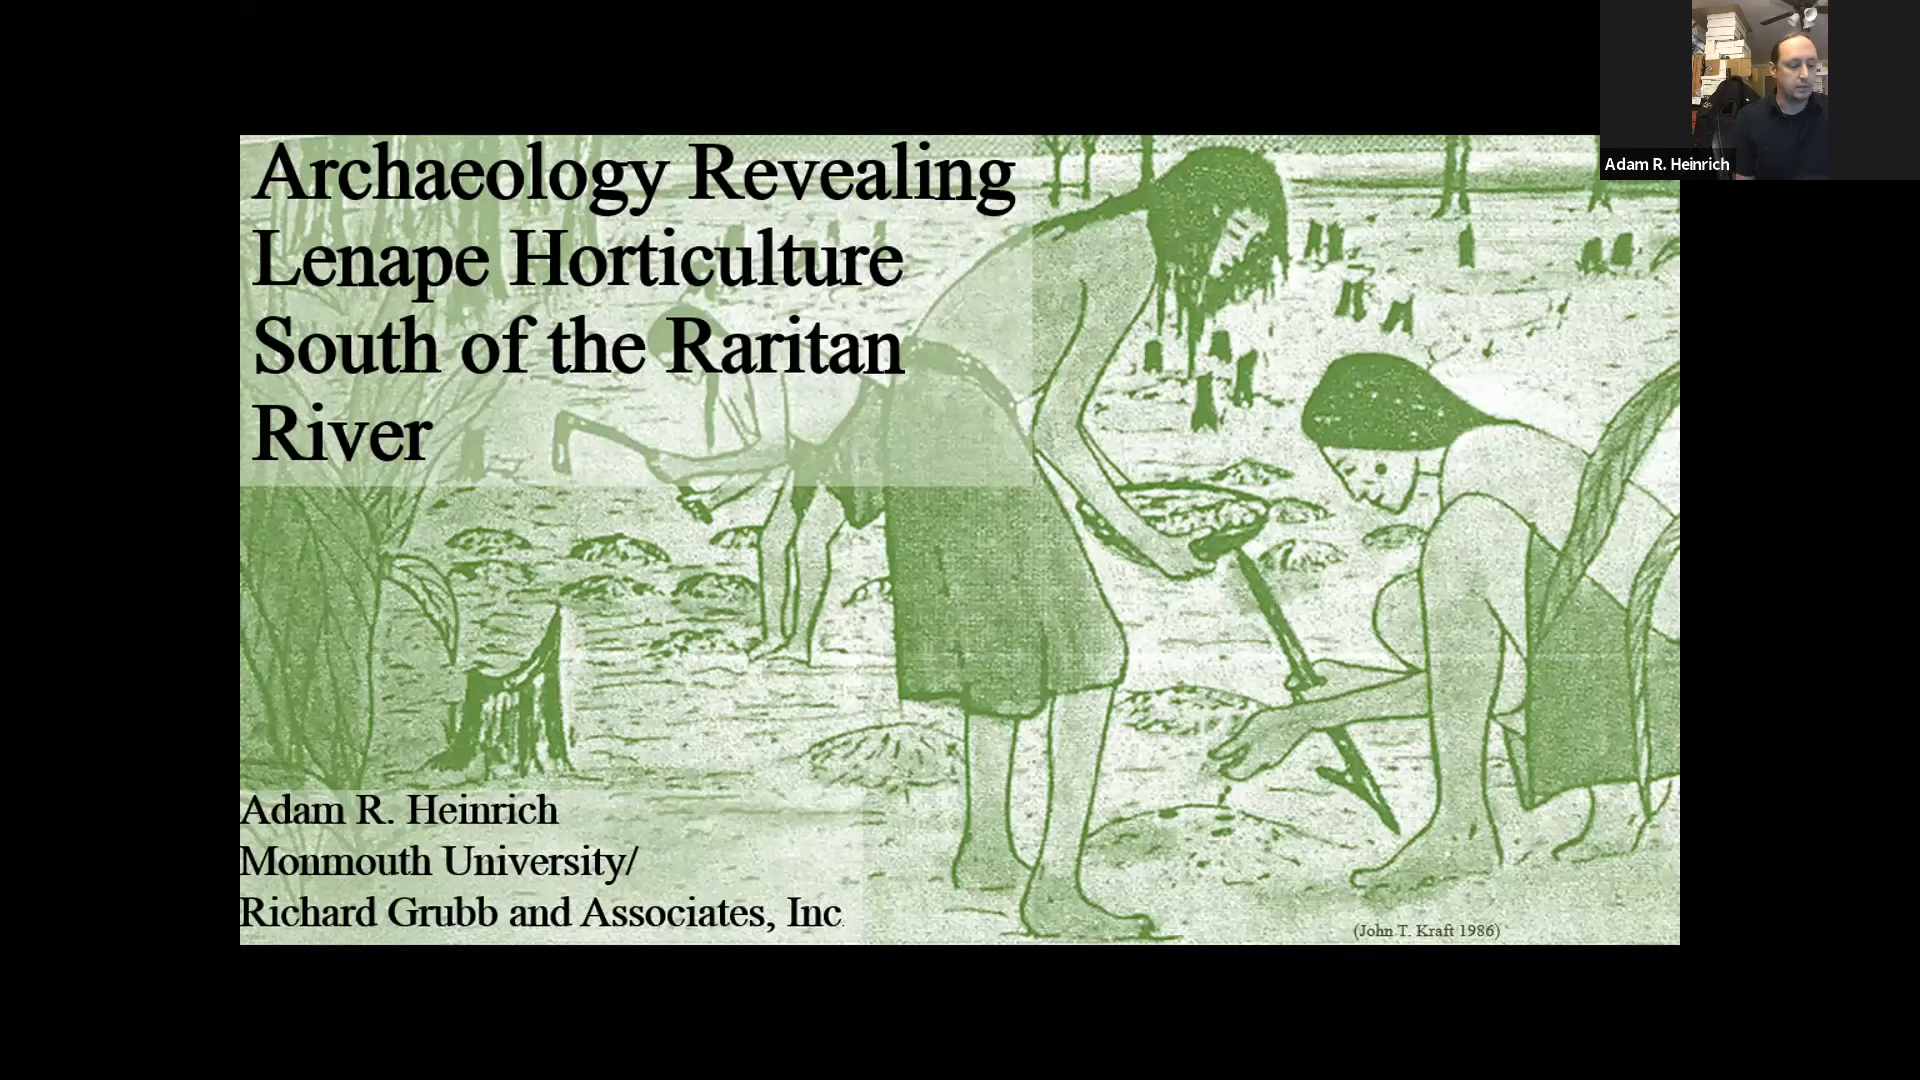 Archaeology Revealing
Lenape Horticulture
South of the Raritan
River
Adam R. Heinrich
Monmouth University/
Richard Grubb and Associates, Inc.
(John T. Kraft 1986)
Adam R. Heinrich